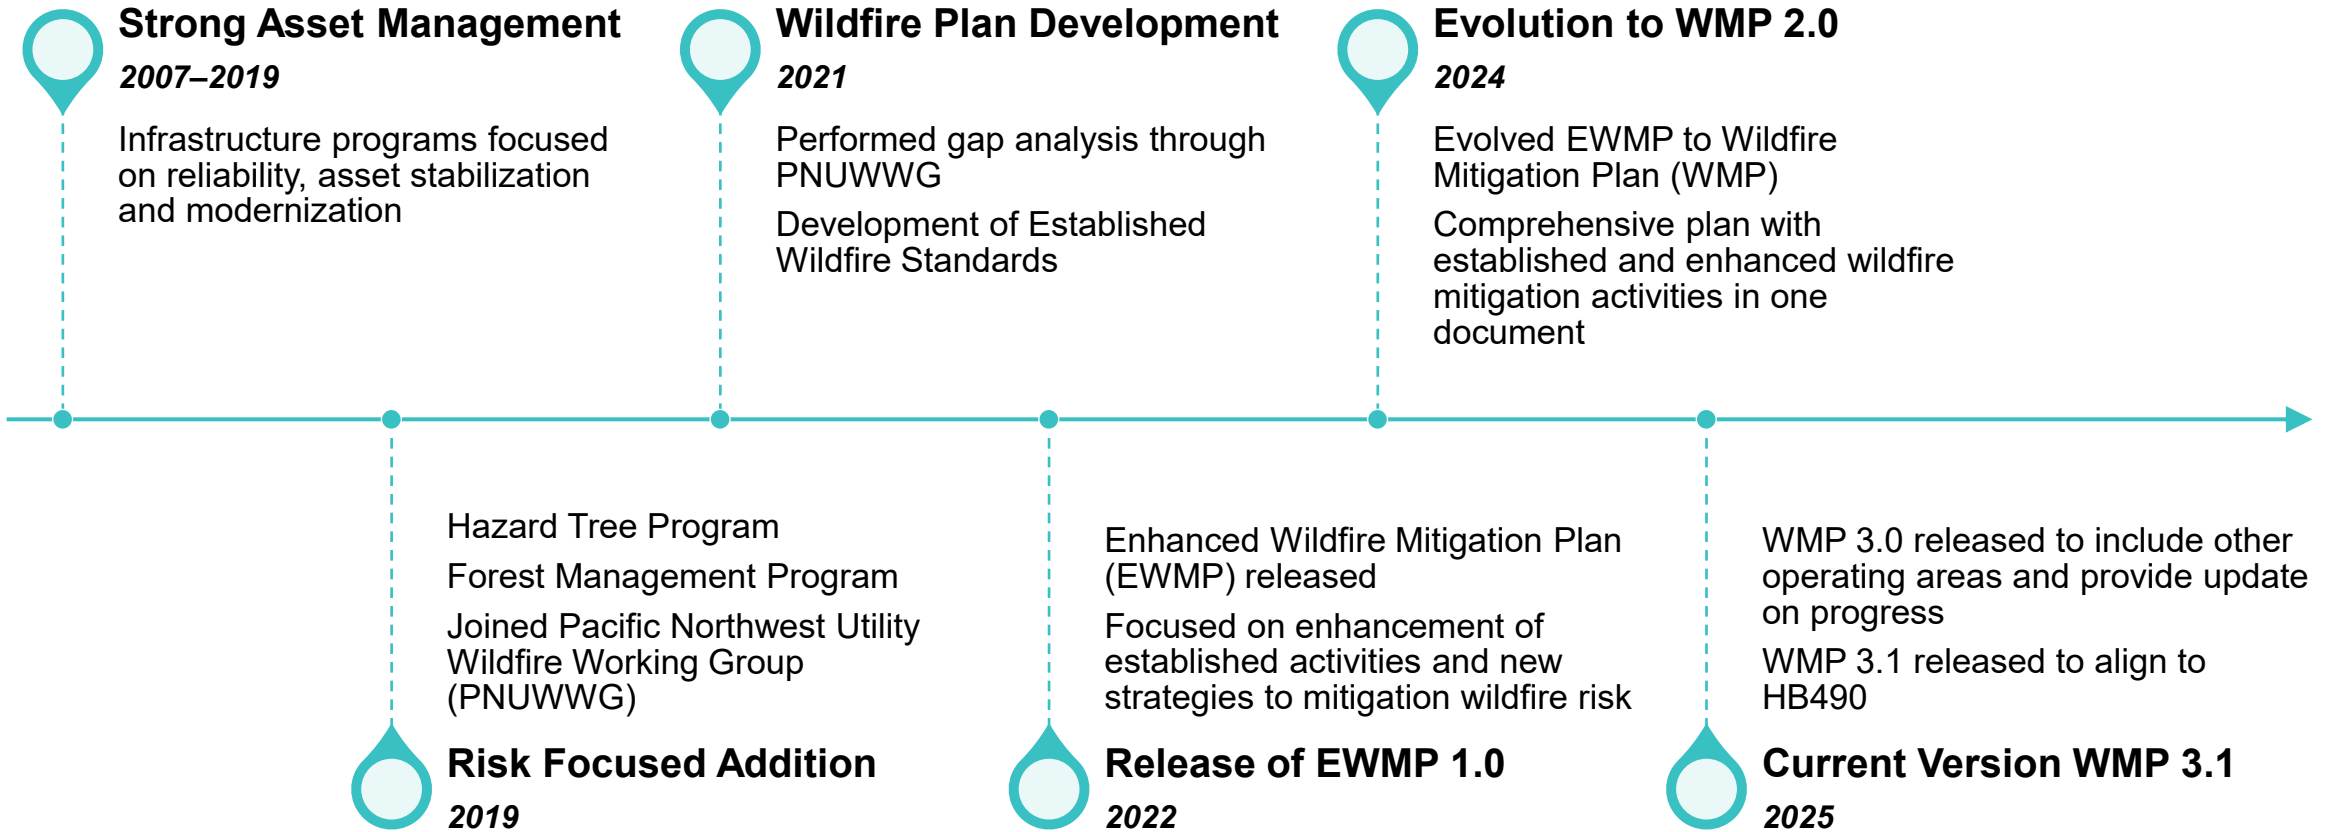 Strong Asset Management
2007–2019
Infrastructure programs focused
on reliability, asset stabilization
and modernization
Wildfire Plan Development
2021
Performed gap analysis through
PNUWWG
Development of Established
Wildfire Standards
Evolution to WMP 2.0
2024
Evolved EWMP to Wildfire
Mitigation Plan (WMP)
Comprehensive plan with
established and enhanced wildfire
mitigation activities in one
document
Hazard Tree Program
Forest Management Program
Joined Pacific Northwest Utility
Wildfire Working Group
(PNUWWG)
Risk Focused Addition
2019
Enhanced Wildfire Mitigation Plan
(EWMP) released
Focused on enhancement of
established activities and new
strategies to mitigation wildfire risk
Release of EWMP 1.0
2022
WMP 3.0 released to include other
operating areas and provide update
on progress
WMP 3.1 released to align to
HB490
Current Version WMP 3.1
2025